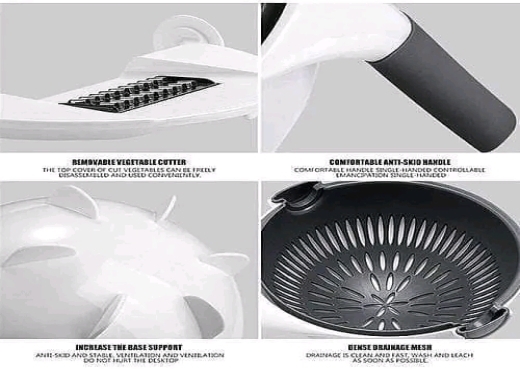 REMOVABLE VEGETABLE CUTTER
THE TOP COVER OF CUT VEGETABLES CAN BE FREELY
DISASSEMBLED AND USED CONVENIENTLY.
COMFORTABLE ANTI-SKID HANDLE
COMFORTABLE HANDLE SINGLE-HANDED CONTROLLABLE
EMANCIPATION SINGLE-HANDED
INCREASE THE BASE SUPPORT
ANTI-SKID AND STABLE, VENTILATION AND VENTILATION
DO NOT HURT THE DESKTOP
DENSE DRAINAGE MESH
DRAINAGE IS CLEAN AND FAST, WASH AND LEACH
AS SOON AS POSSIBLE.